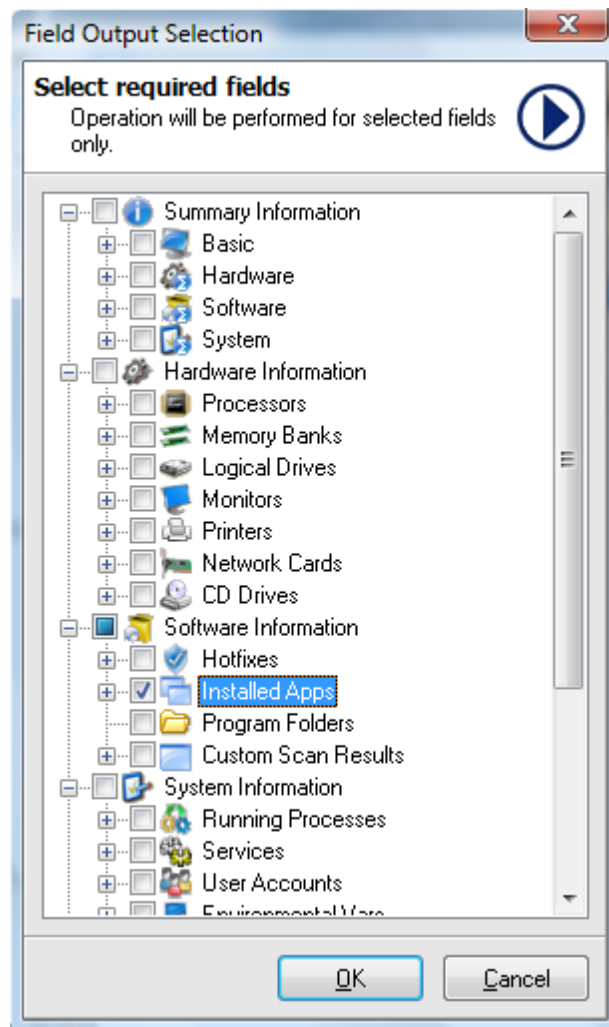 Field Output Selection
Select required fields
Operation will be performed for selected fields
only.
Summary Information
Basic
Hardware
Software
System
Hardware Information
Processors
Memory Banks
Logical Drives
Monitors
Printers
Network Cards
CD Drives
Software Information
Hotfixes
Installed Apps
Program Folders
Custom Scan Results
System Information
Running Processes
Services
User Accounts
Environmental Vars
OK Cancel